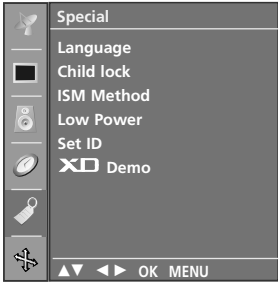 Special
Language
Child lock
ISM Method
Low Power
Set ID
XD Demo
▲▼ ◄► OK MENU